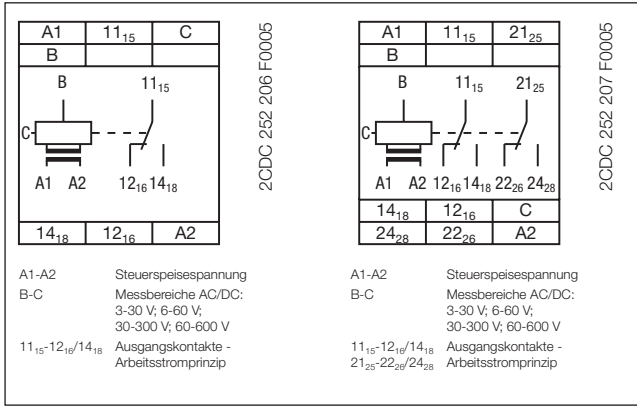 A1 11₁₅ C
B
B 11₁₅
C
A1 A2 12₁₆ 14₁₈
14₁₈ 12₁₆ A2
2CDC 252 206 F0005
A1-A2 Steuerspeisespannung
B-C Messbereiche AC/DC:
3-30 V; 6-60 V;
30-300 V; 60-600 V
11₁₅-12₁₆/14₁₈ Ausgangskontakte -
Arbeitsstromprinzip
A1 11₁₅ 21₂₅
B
B 11₁₅ 21₂₅
C
A1 A2 12₁₆ 14₁₈ 22₂₆ 24₂₈
14₁₈ 12₁₆ C
24₂₈ 22₂₆ A2
2CDC 252 207 F0005
A1-A2 Steuerspeisespannung
B-C Messbereiche AC/DC:
3-30 V; 6-60 V;
30-300 V; 60-600 V
11₁₅-12₁₆/14₁₈ Ausgangskontakte -
21₂₅-22₂₆/24₂₈ Arbeitsstromprinzip